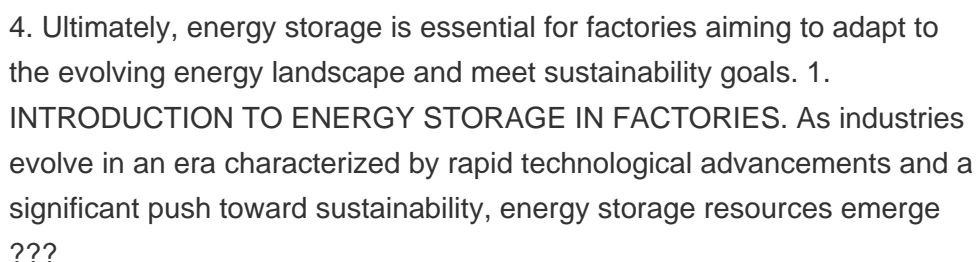 4. Ultimately, energy storage is essential for factories aiming to adapt to
the evolving energy landscape and meet sustainability goals. 1.
INTRODUCTION TO ENERGY STORAGE IN FACTORIES. As industries
evolve in an era characterized by rapid technological advancements and a
significant push toward sustainability, energy storage resources emerge
???